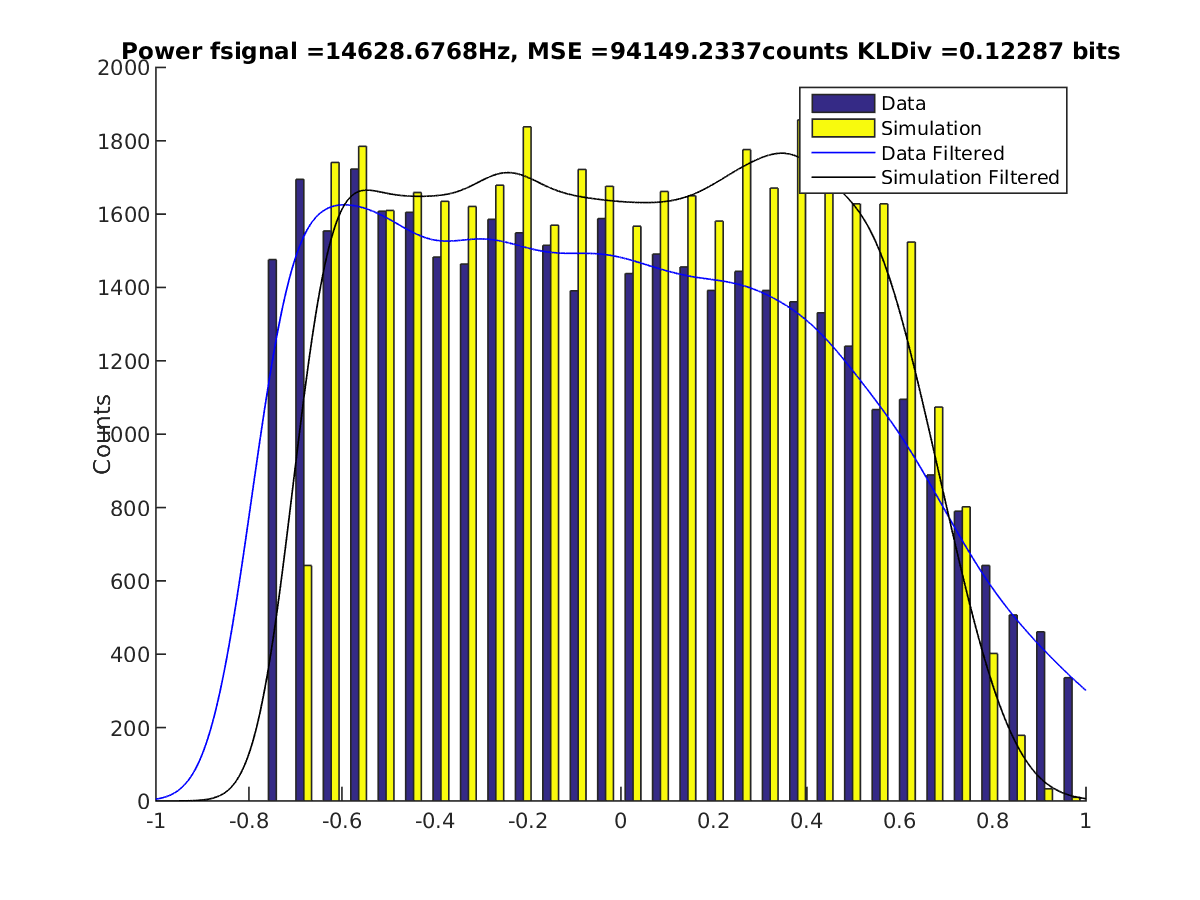 Power fsignal =14628.6768Hz, MSE =94149.2337counts KLDiv =0.12287 bits
2000
1800
1600
1400
1200
1000
800
600
400
200
0
Counts
Data
Simulation
Data Filtered
Simulation Filtered
-1 -0.8 -0.6 -0.4 -0.2 0 0.2 0.4 0.6 0.8 1